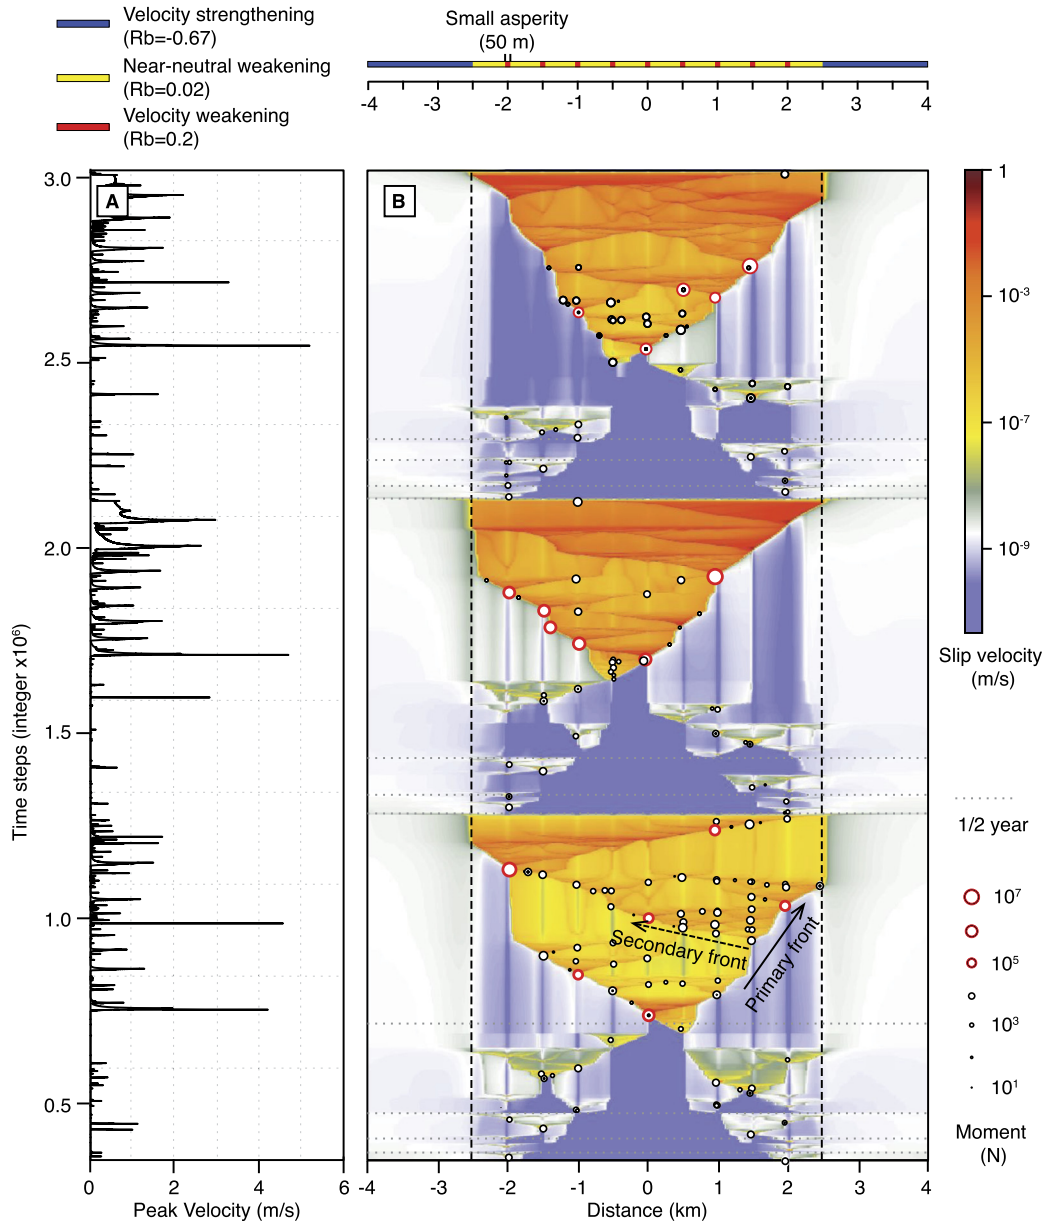 Velocity strengthening
(Rb=-0.67)
Near-neutral weakening
(Rb=0.02)
Velocity weakening
(Rb=0.2)
Small asperity
(50 m)
-4 -3 -2 -1 0 1 2 3 4
A
B
3.0
2.5
2.0
1.5
1.0
0.5
Time steps (integer x10⁶)
0 2 4 6
Peak Velocity (m/s)
Secondary front
Primary front
-4 -3 -2 -1 0 1 2 3 4
Distance (km)
1
10⁻³
10⁻⁷
10⁻⁹
Slip velocity
(m/s)
1/2 year
10⁷
10⁵
10³
10¹
Moment
(N)